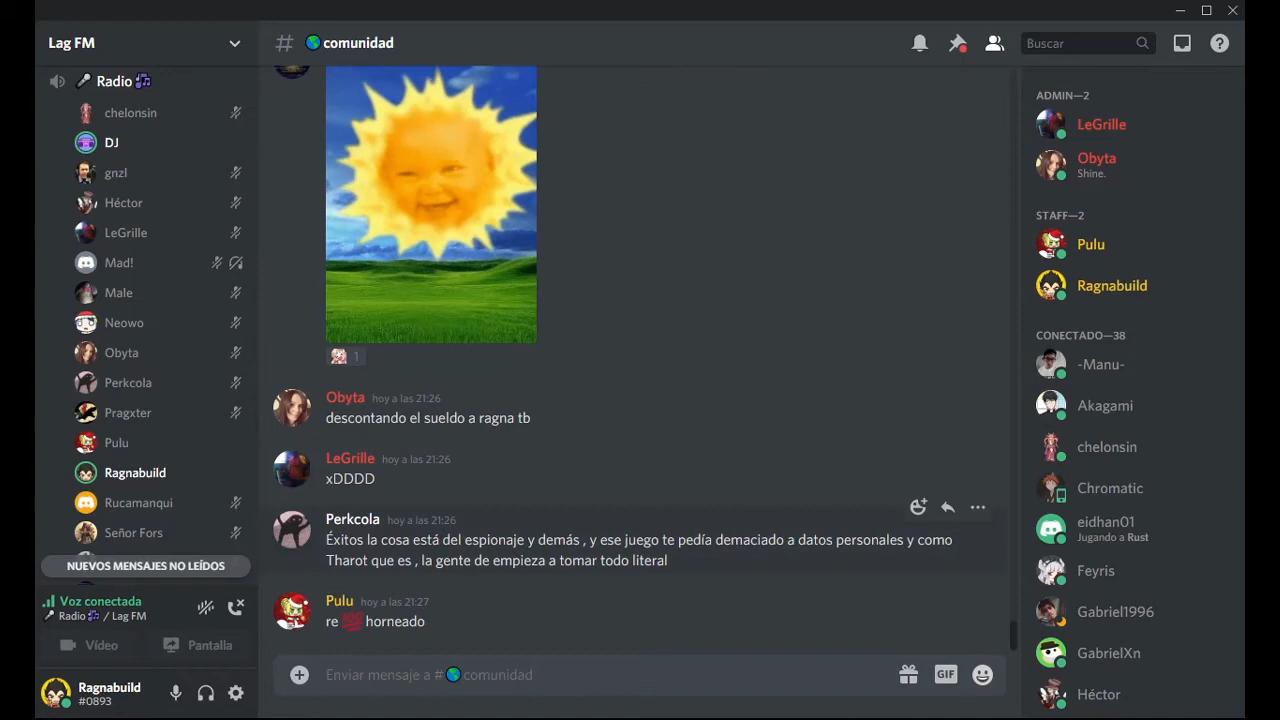 Lag FM
Radio
chelonsin
DJ
gnzl
Héctor
LeGrille
Mad!
Male
Neowo
Obyta
Perkcola
Pragxter
Pulu
Ragnabuild
Rucamanqui
Señor Fors
NUEVOS MENSAJES NO LEÍDOS
Voz conectada
Radio / Lag FM
Vídeo
Pantalla
Ragnabuild
#0893
# comunidad
Buscar
1
Obyta hoy a las 21:26
descontando el sueldo a ragna tb
LeGrille hoy a las 21:26
xDDDD
Perkcola hoy a las 21:26
Éxitos la cosa está del espionaje y demás , y ese juego te pedía demaciado a datos personales y como
Tharot que es , la gente de empieza a tomar todo literal
Pulu hoy a las 21:27
re 💯 horneado
Enviar mensaje a # comunidad
GIF
ADMIN—2
LeGrille
Obyta
Shine.
STAFF—2
Pulu
Ragnabuild
CONECTADO—38
-Manu-
Akagami
chelonsin
Chromatic
eidhan01
Jugando a Rust
Feyris
Gabriel1996
GabrielXn
Héctor